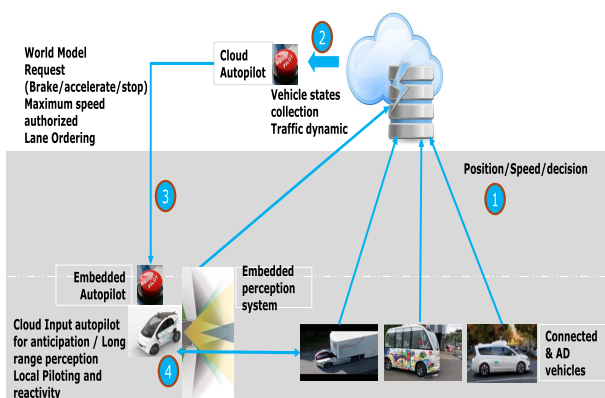 World Model
Request
(Brake/accelerate/stop)
Maximum speed
authorized
Lane Ordering
Cloud
Autopilot
2
Vehicle states
collection
Traffic dynamic
Position/Speed/decision
1
3
Embedded
Autopilot
Embedded
perception
system
Cloud Input autopilot
for anticipation / Long
range perception
Local Piloting and
reactivity
4
Connected
& AD
vehicles